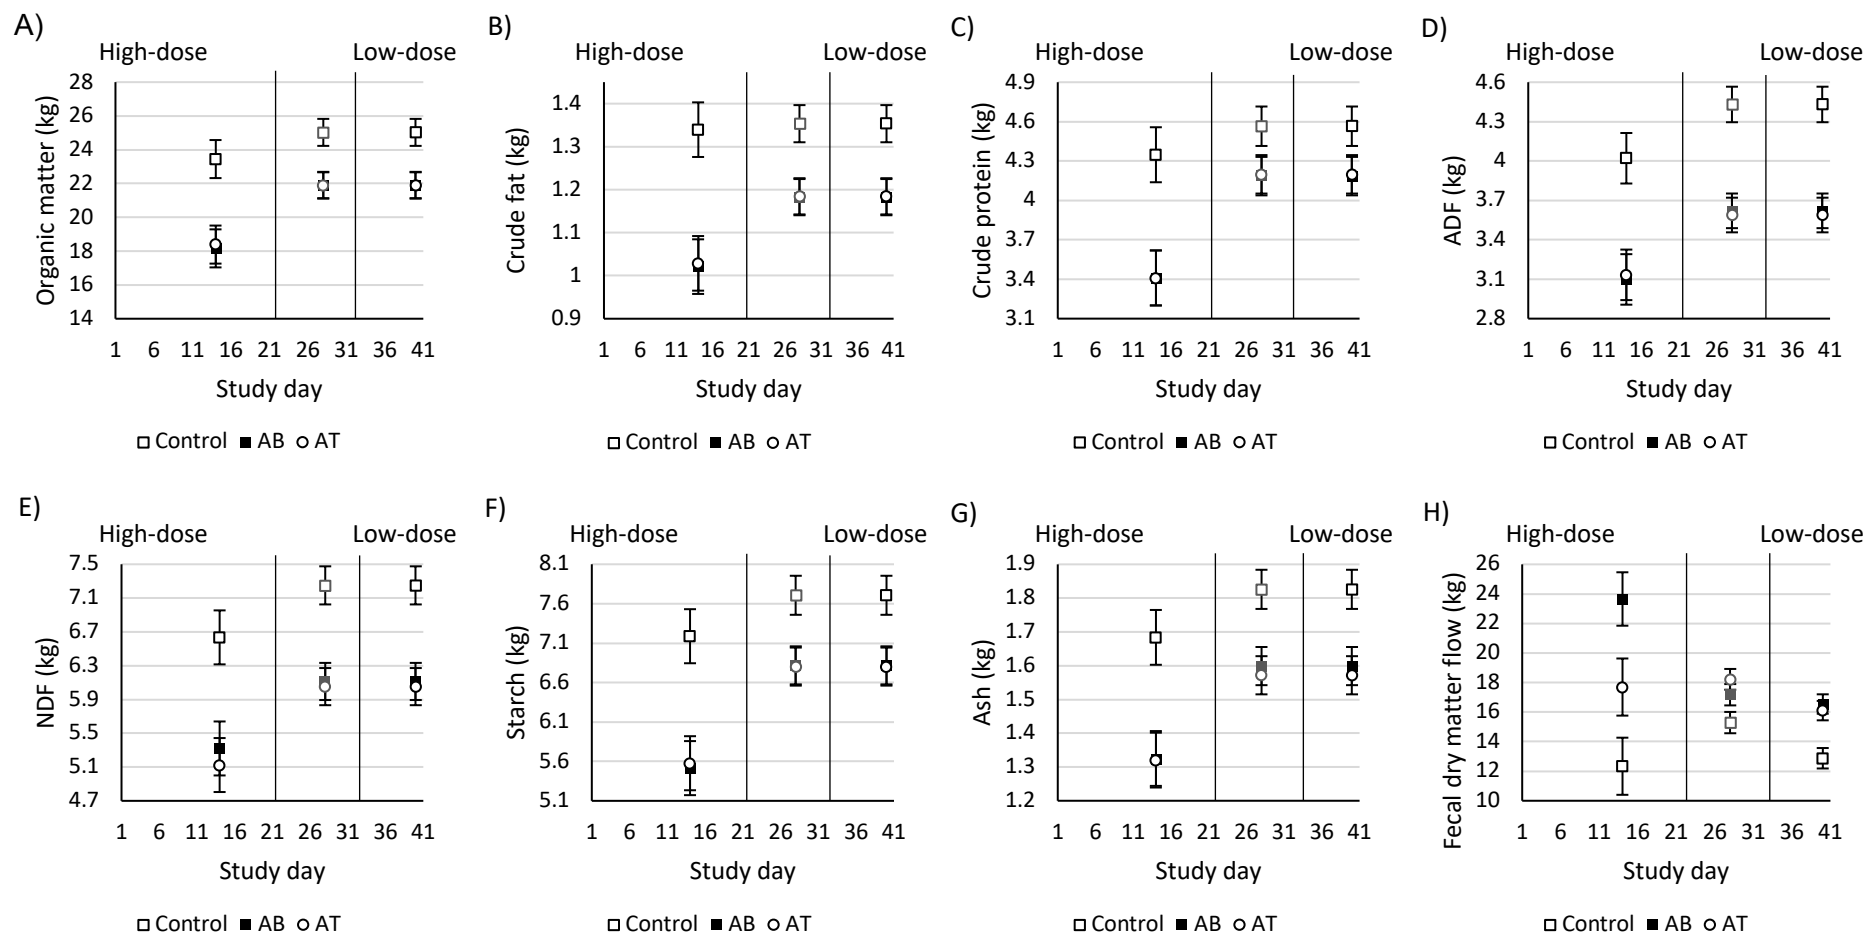 A)
High-dose Low-dose
Organic matter (kg)
28
26
24
22
20
18
16
14
1 6 11 16 21 26 31 36 41
Study day
Control AB AT
B)
High-dose Low-dose
Crude fat (kg)
1.4
1.3
1.2
1.1
1
0.9
1 6 11 16 21 26 31 36 41
Study day
Control AB AT
C)
High-dose Low-dose
Crude protein (kg)
4.9
4.6
4.3
4
3.7
3.4
3.1
1 6 11 16 21 26 31 36 41
Study day
Control AB AT
D)
High-dose Low-dose
ADF (kg)
4.6
4.3
4
3.7
3.4
3.1
2.8
1 6 11 16 21 26 31 36 41
Study day
Control AB AT
E)
High-dose Low-dose
NDF (kg)
7.5
7.1
6.7
6.3
5.9
5.5
5.1
4.7
1 6 11 16 21 26 31 36 41
Study day
Control AB AT
F)
High-dose Low-dose
Starch (kg)
8.1
7.6
7.1
6.6
6.1
5.6
5.1
1 6 11 16 21 26 31 36 41
Study day
Control AB AT
G)
High-dose Low-dose
Ash (kg)
1.9
1.8
1.7
1.6
1.5
1.4
1.3
1.2
1 6 11 16 21 26 31 36 41
Study day
Control AB AT
H)
High-dose Low-dose
Fecal dry matter flow (kg)
26
24
22
20
18
16
14
12
10
1 6 11 16 21 26 31 36 41
Study day
Control AB AT